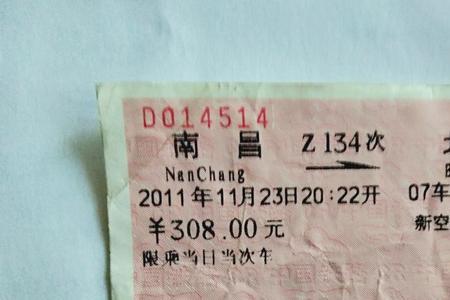 D014514
南昌 Z134次
NanChang
2011年11月23日20:22开 07车
¥308.00元 新空
限乘当日当次车